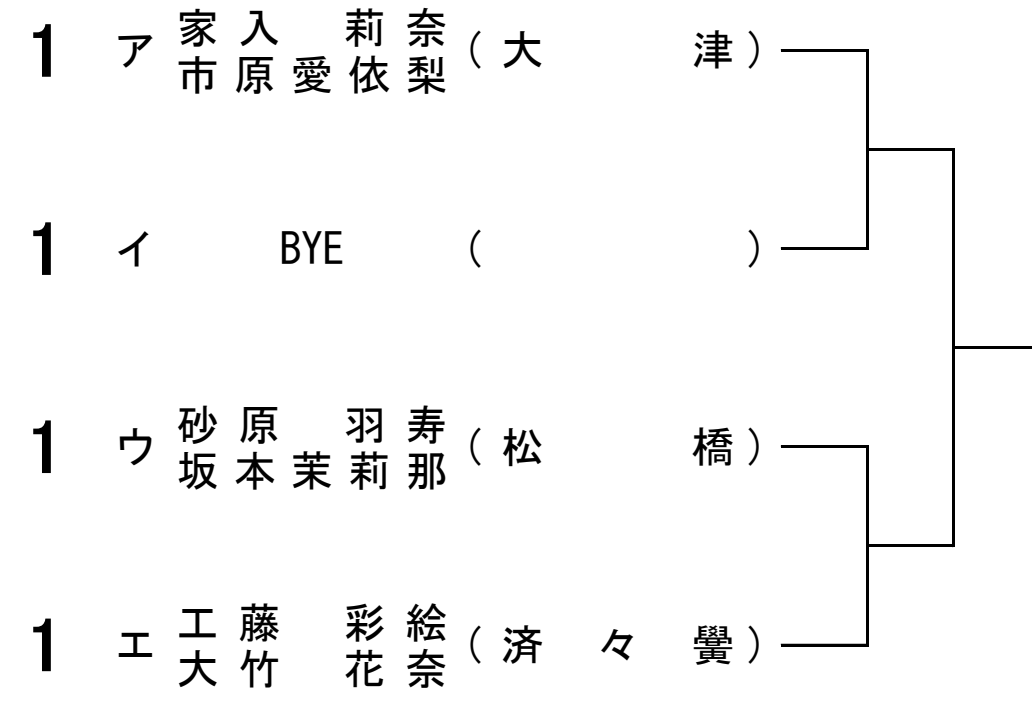 1 ア 家入 莉奈 (大津)
市原愛依梨
1 イ BYE ( )
1 ウ 砂原 羽寿 (松橋)
坂本茉莉那
1 エ 工藤 彩絵 (済々黌)
大竹 花奈